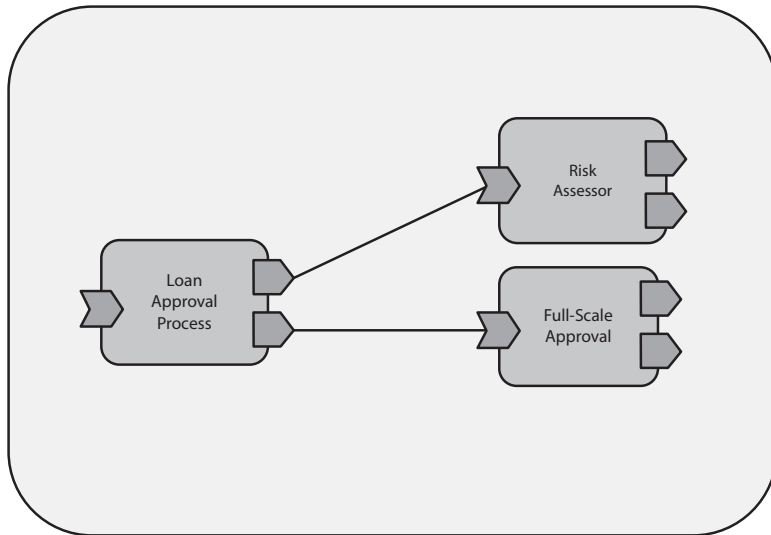 Risk
Assessor
Loan
Approval
Process
Full-Scale
Approval